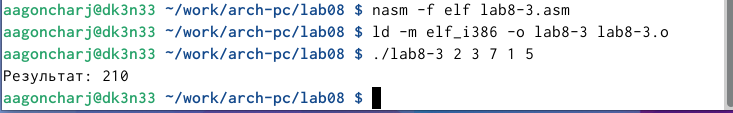 aagoncharj@dk3n33 ~/work/arch-pc/lab08 $ nasm -f elf lab8-3.asm
aagoncharj@dk3n33 ~/work/arch-pc/lab08 $ ld -m elf_i386 -o lab8-3 lab8-3.o
aagoncharj@dk3n33 ~/work/arch-pc/lab08 $ ./lab8-3 2 3 7 1 5
Результат: 210
aagoncharj@dk3n33 ~/work/arch-pc/lab08 $